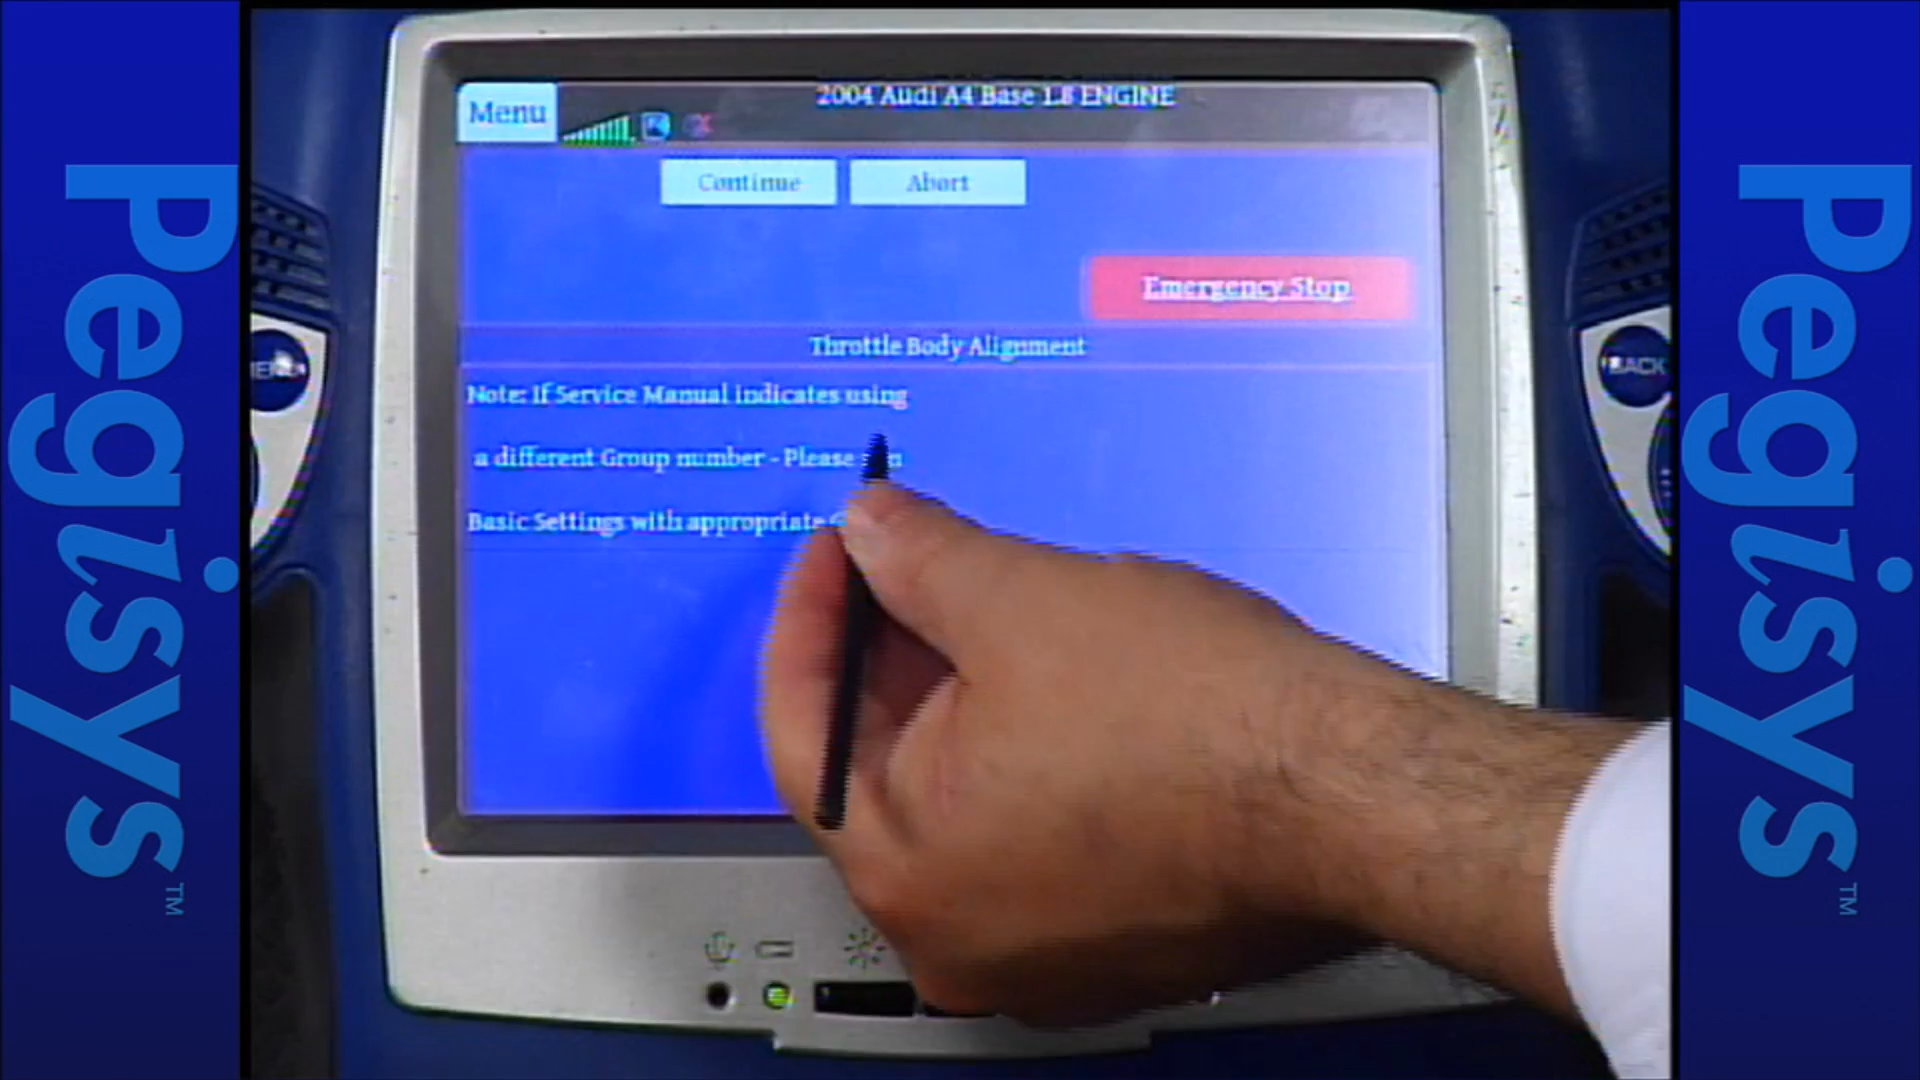 Pegisys™
Menu
2004 Audi A4 Base 1.8 ENGINE
Continue
Abort
Emergency Stop
Throttle Body Alignment
Note: If Service Manual indicates using
a different Group number - Please
Basic Settings with appropriate
BACK
Pegisys™